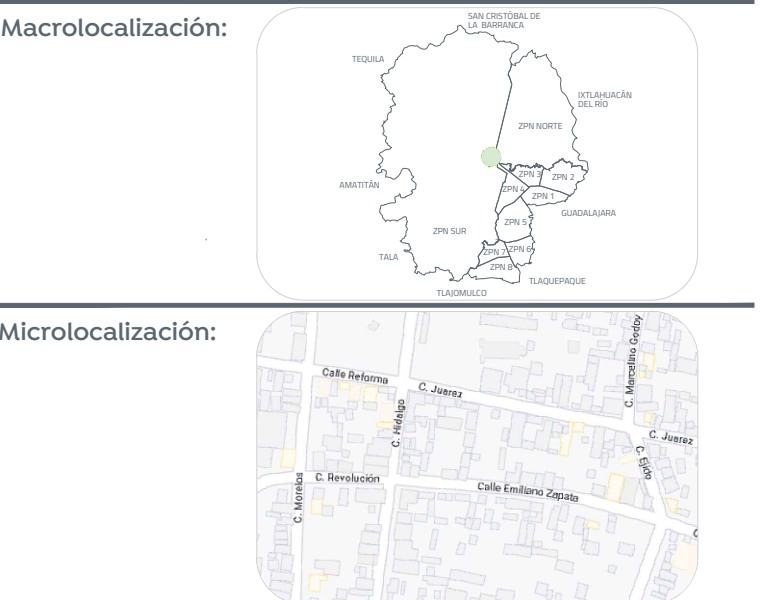 Macrolocalización:
SAN CRISTÓBAL DE
LA BARRANCA
TEQUILA
IXTLAHUACÁN
DEL RÍO
ZPN NORTE
AMATITÁN
ZPN 3
ZPN 2
ZPN 4
ZPN 1
GUADALAJARA
ZPN 5
ZPN SUR
ZPN 7
ZPN 6
TALA
ZPN 8
TLAQUEPAQUE
TLAJOMULCO
Microlocalización:
C. Marcelino Godoy
Calle Reforma
C. Juarez
C. Hidalgo
C. Juarez
C. Ejido
C. Revolución
C. Morelos
Calle Emiliano Zapata